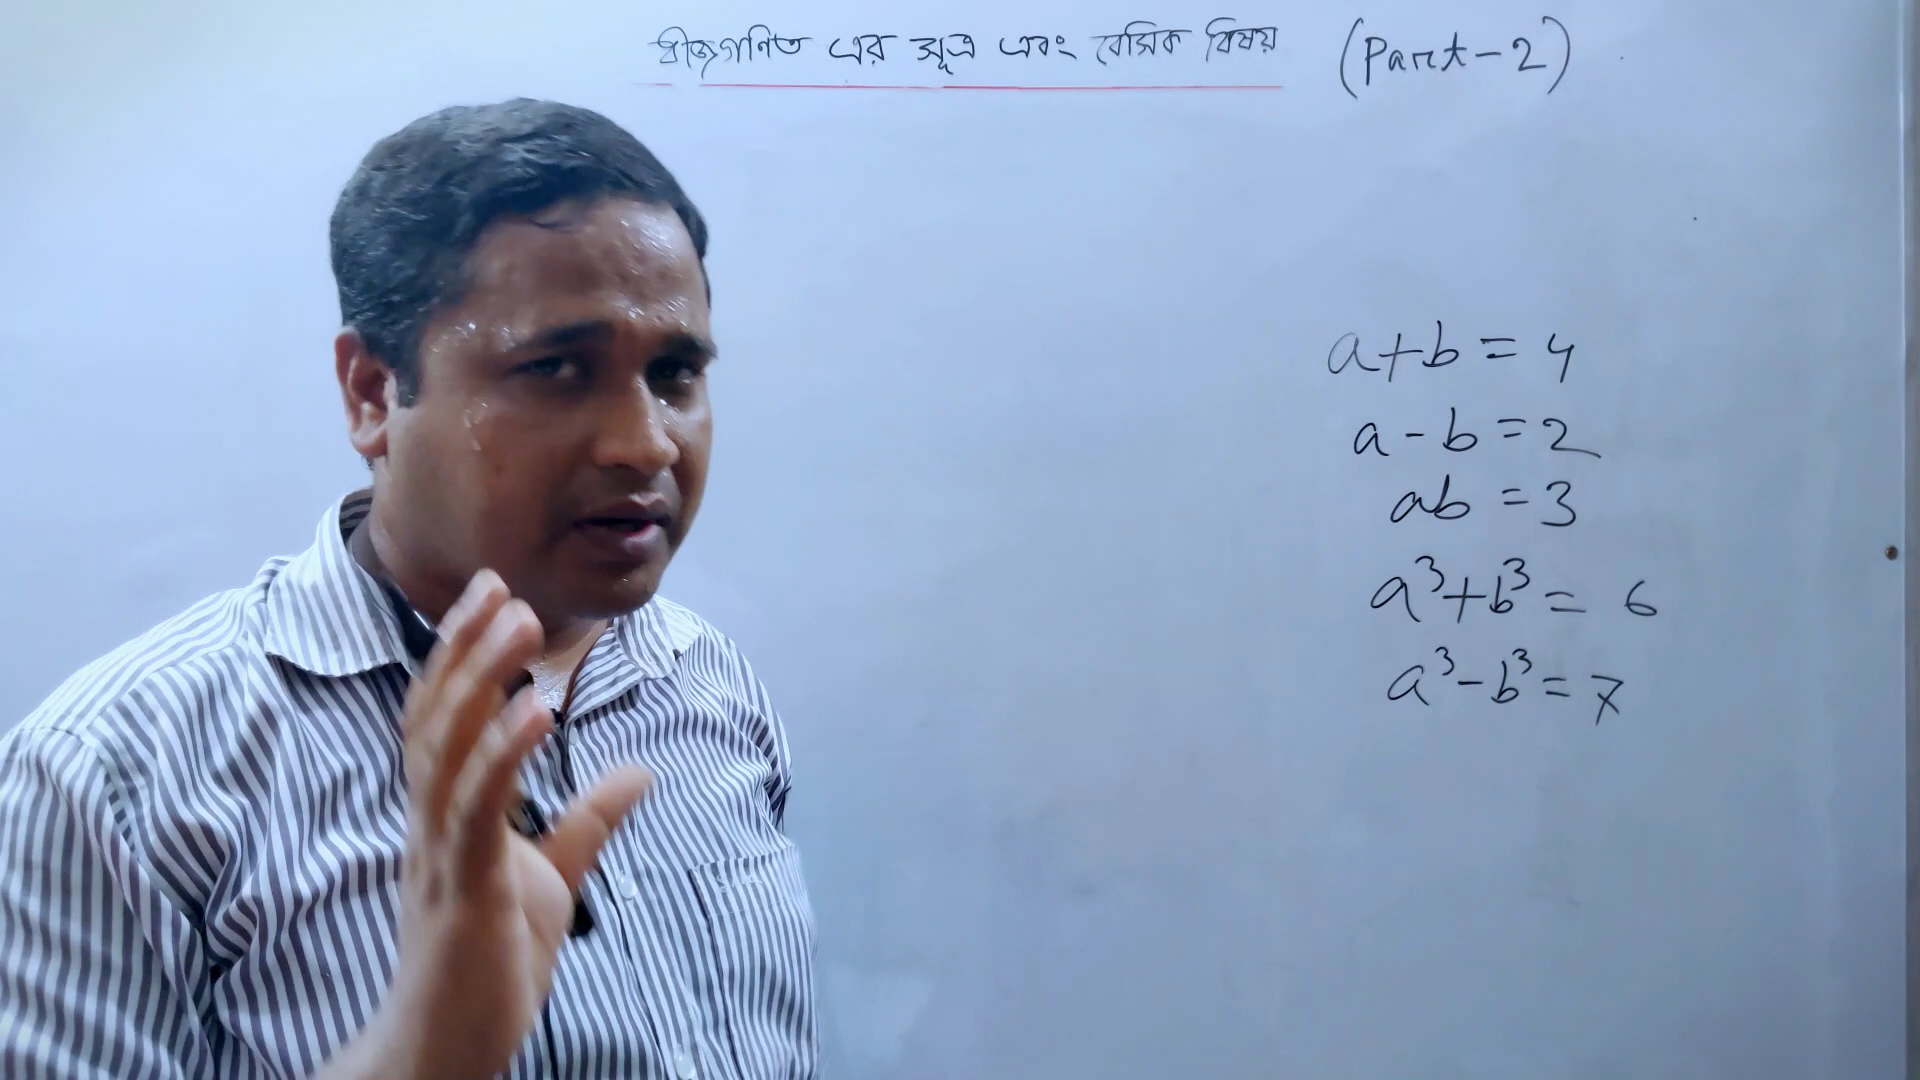 বীজগণিত এর সূত্র এবং বেসিক বিষয় (Part-2)
a+b = 4
a-b = 2
ab = 3
a³+b³ = 6
a³-b³ = 7